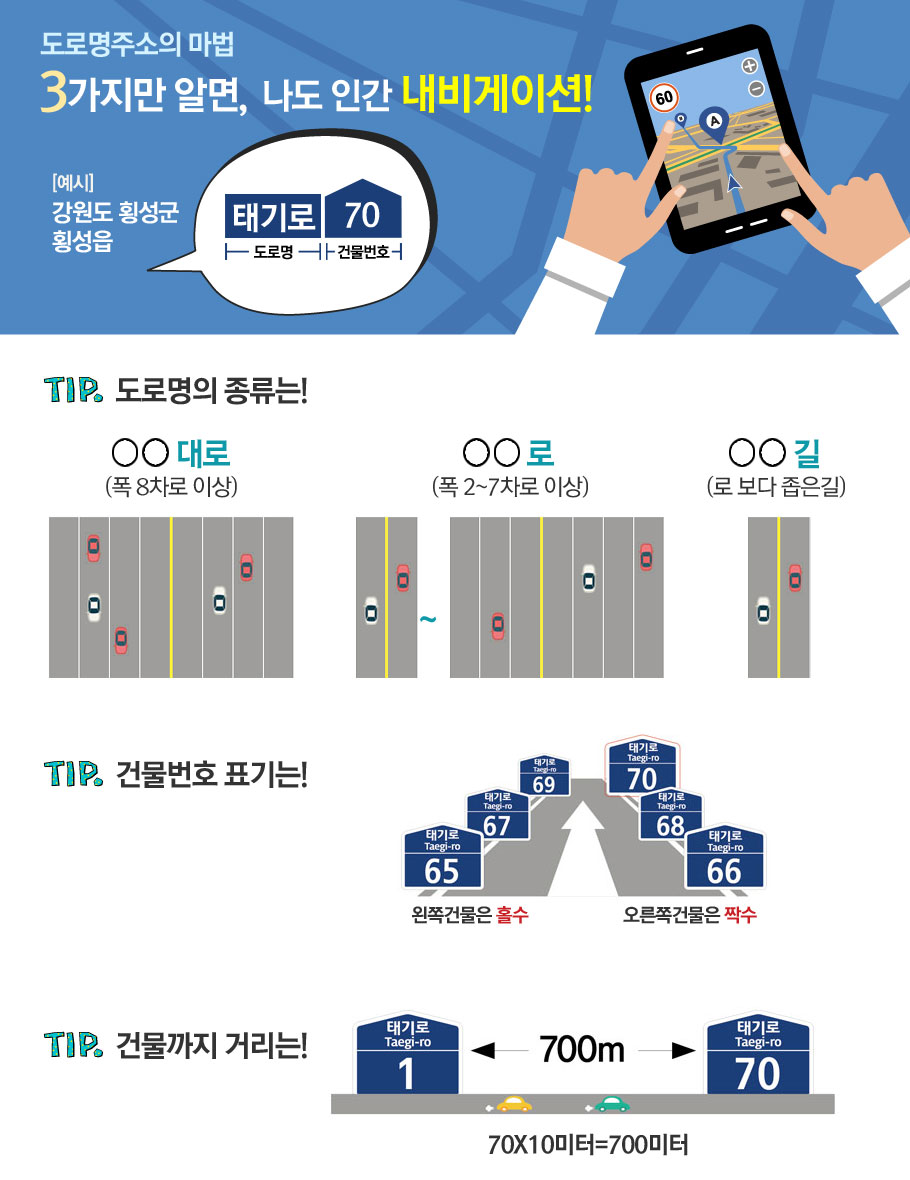 도로명주소의 마법
3가지만 알면, 나도 인간 내비게이션!
60
A
[예시]
강원도 횡성군
횡성읍
태기로 70
도로명 건물번호
TIP. 도로명의 종류는!
○○대로 ○○로 ○○길
(폭 8차로 이상) (폭 2~7차로 이상) (로 보다 좁은길)
~
TIP. 건물번호 표기는!
태기로
Taegi-ro
69
태기로
Taegi-ro
70
태기로
Taegi-ro
67
태기로
Taegi-ro
68
태기로
Taegi-ro
65
태기로
Taegi-ro
66
왼쪽건물은 홀수 오른쪽건물은 짝수
TIP. 건물까지 거리는!
태기로
Taegi-ro
1
700m
태기로
Taegi-ro
70
70X10미터=700미터